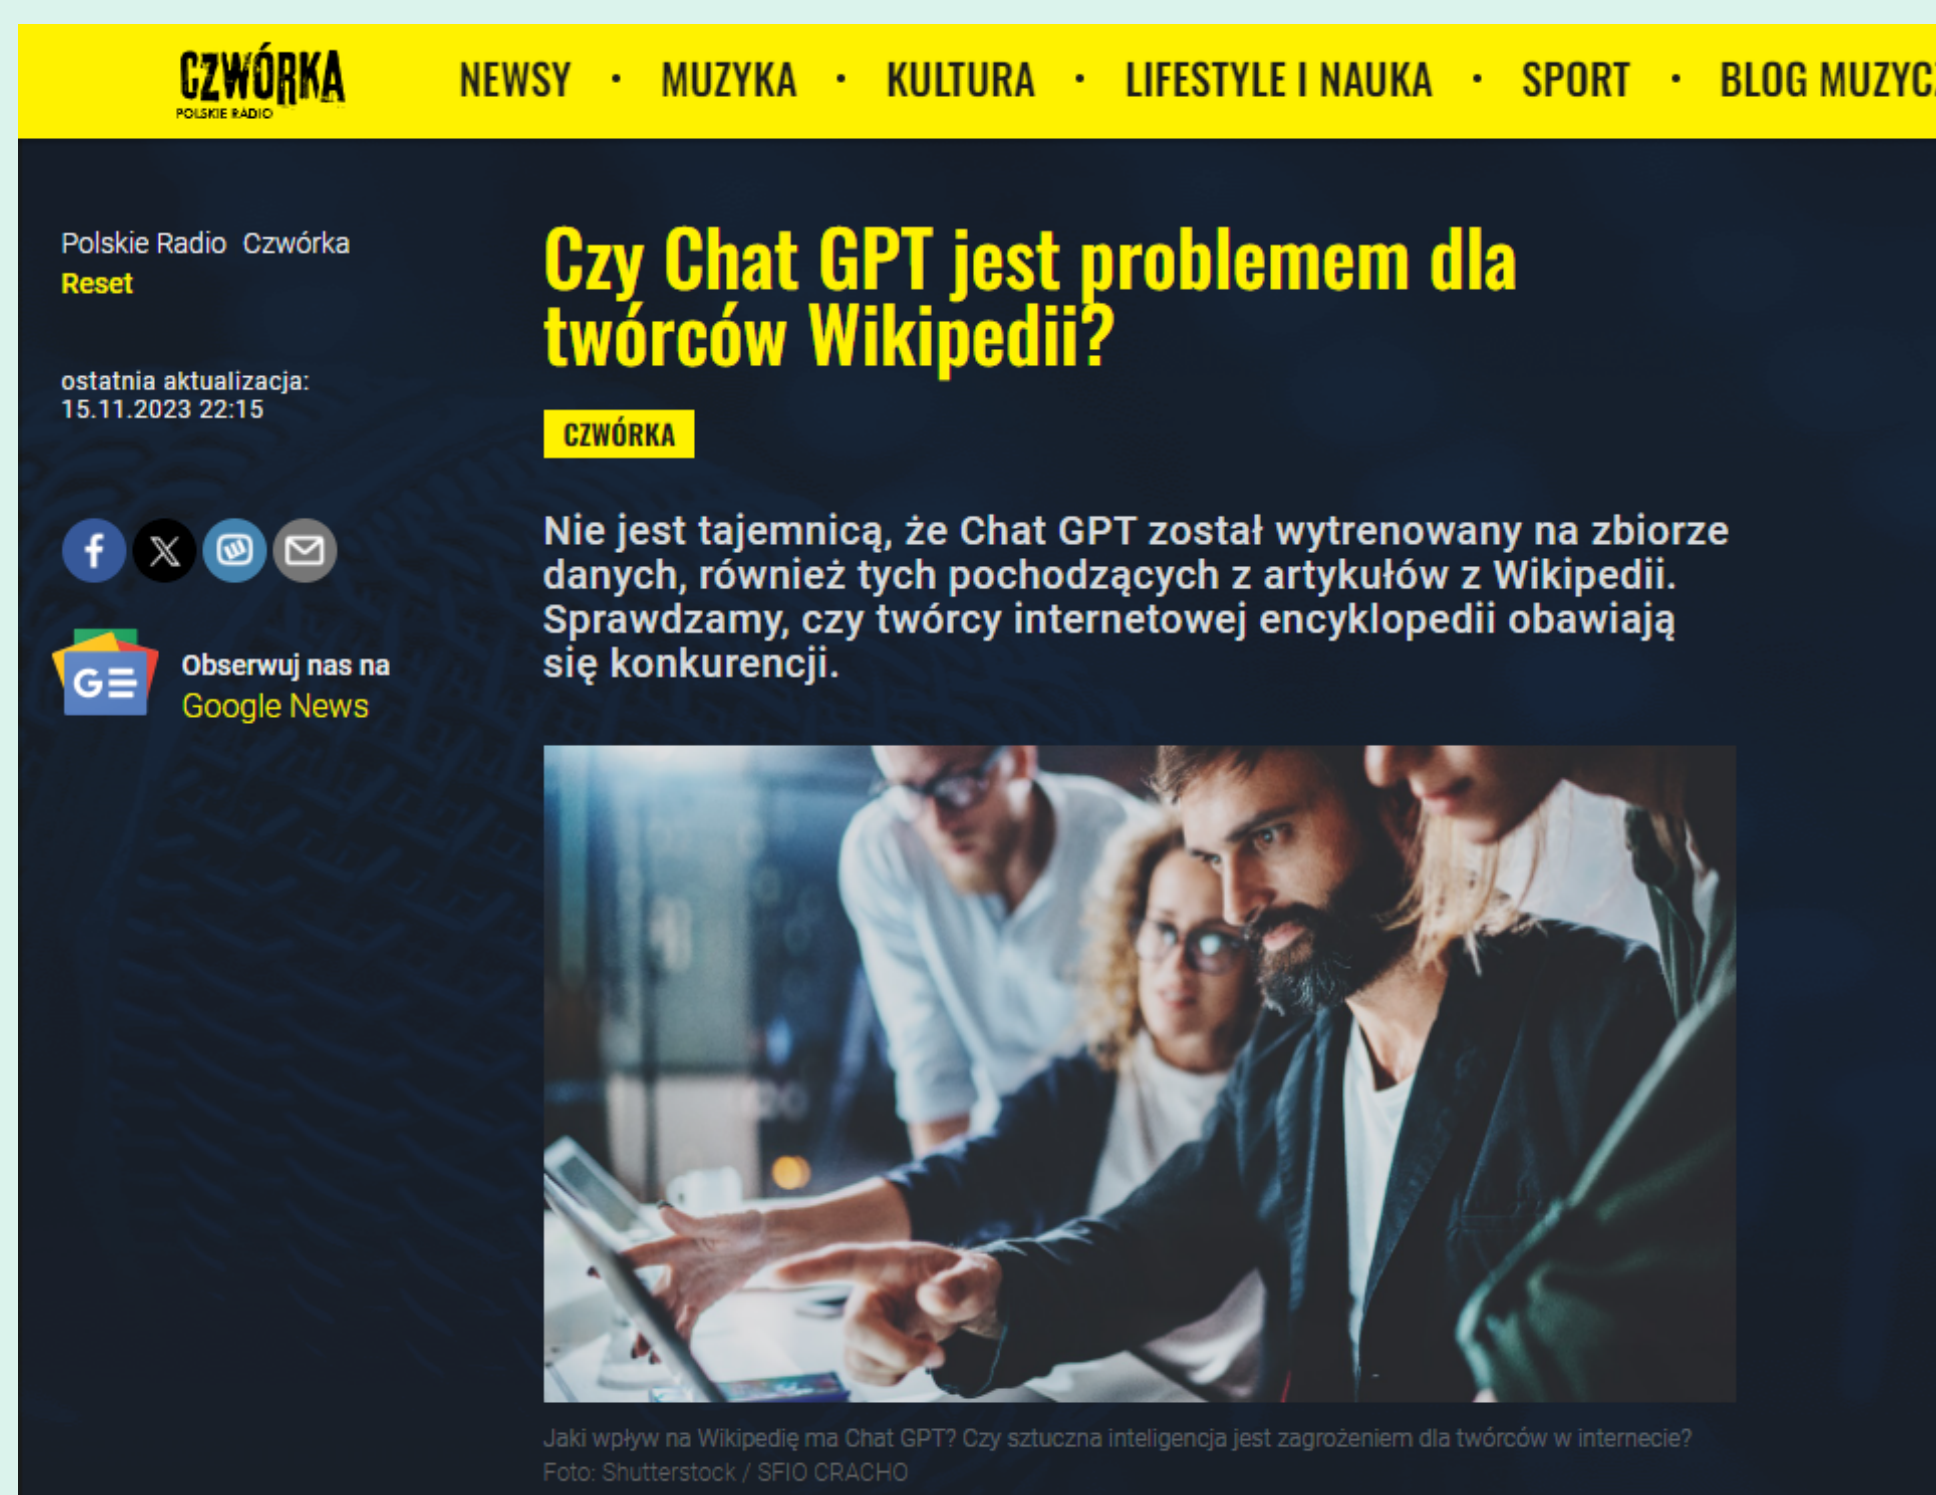 CZWÓRKA
POLSKIE RADIO
NEWSY • MUZYKA • KULTURA • LIFESTYLE I NAUKA • SPORT • BLOG
Polskie Radio Czwórka
Reset
ostatnia aktualizacja:
15.11.2023 22:15
Obserwuj nas na
Google News
Czy Chat GPT jest problemem dla
twórców Wikipedii?
CZWÓRKA
Nie jest tajemnicą, że Chat GPT został wytrenowany na zbiorze
danych, również tych pochodzących z artykułów z Wikipedii.
Sprawdzamy, czy twórcy internetowej encyklopedii obawiają
się konkurencji.
Jaki wpływ na Wikipedię ma Chat GPT? Czy sztuczna inteligencja jest zagrożeniem dla twórców w internecie?
Foto: Shutterstock / SFIO CRACHO